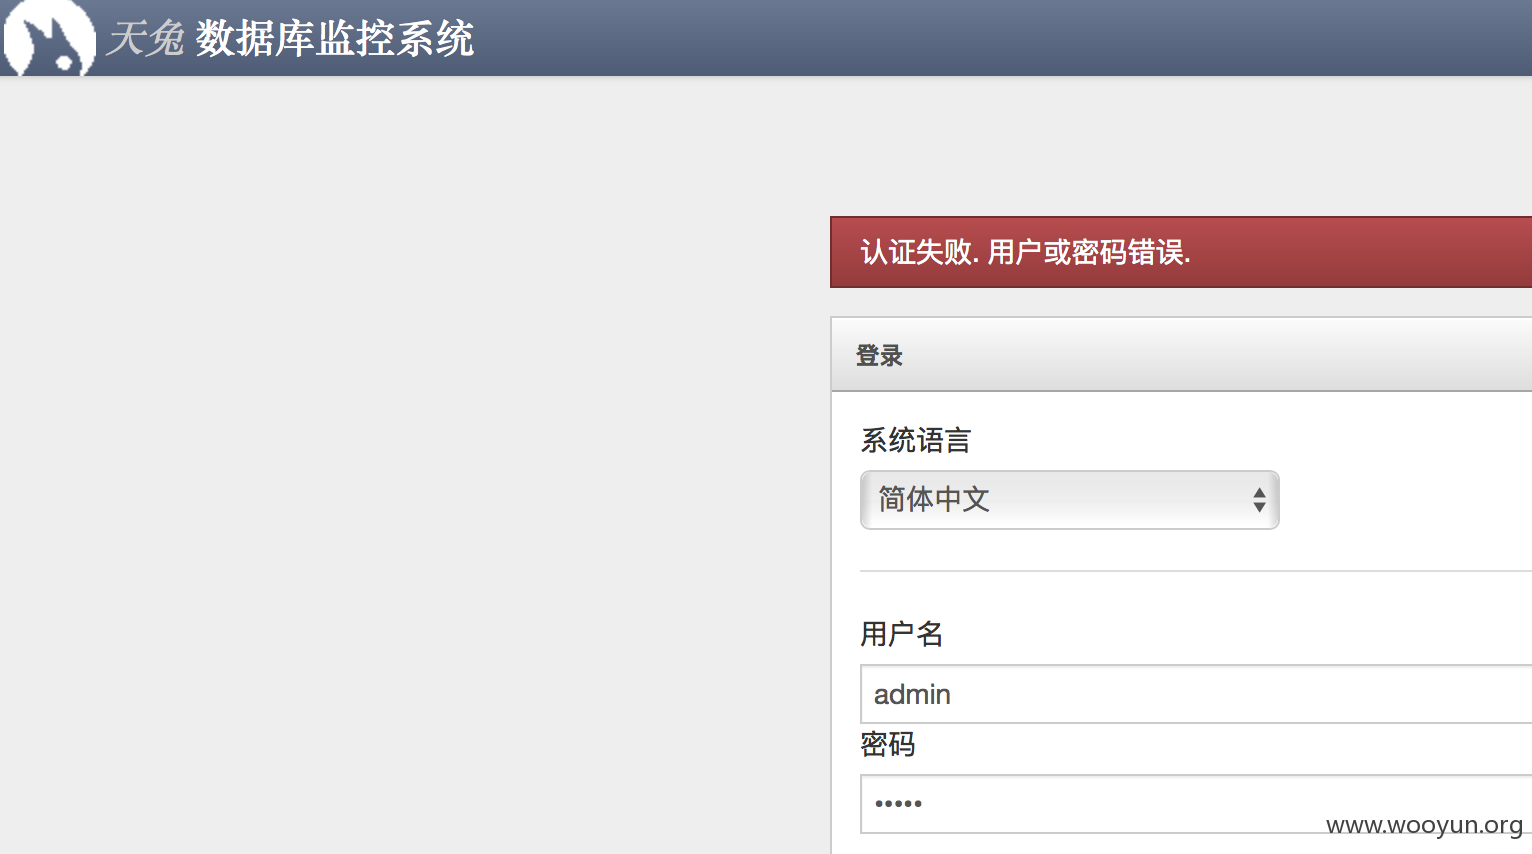 天兔 数据库监控系统
认证失败. 用户或密码错误.
登录
系统语言
简体中文
用户名
admin
密码
•••••
www.wooyun.org